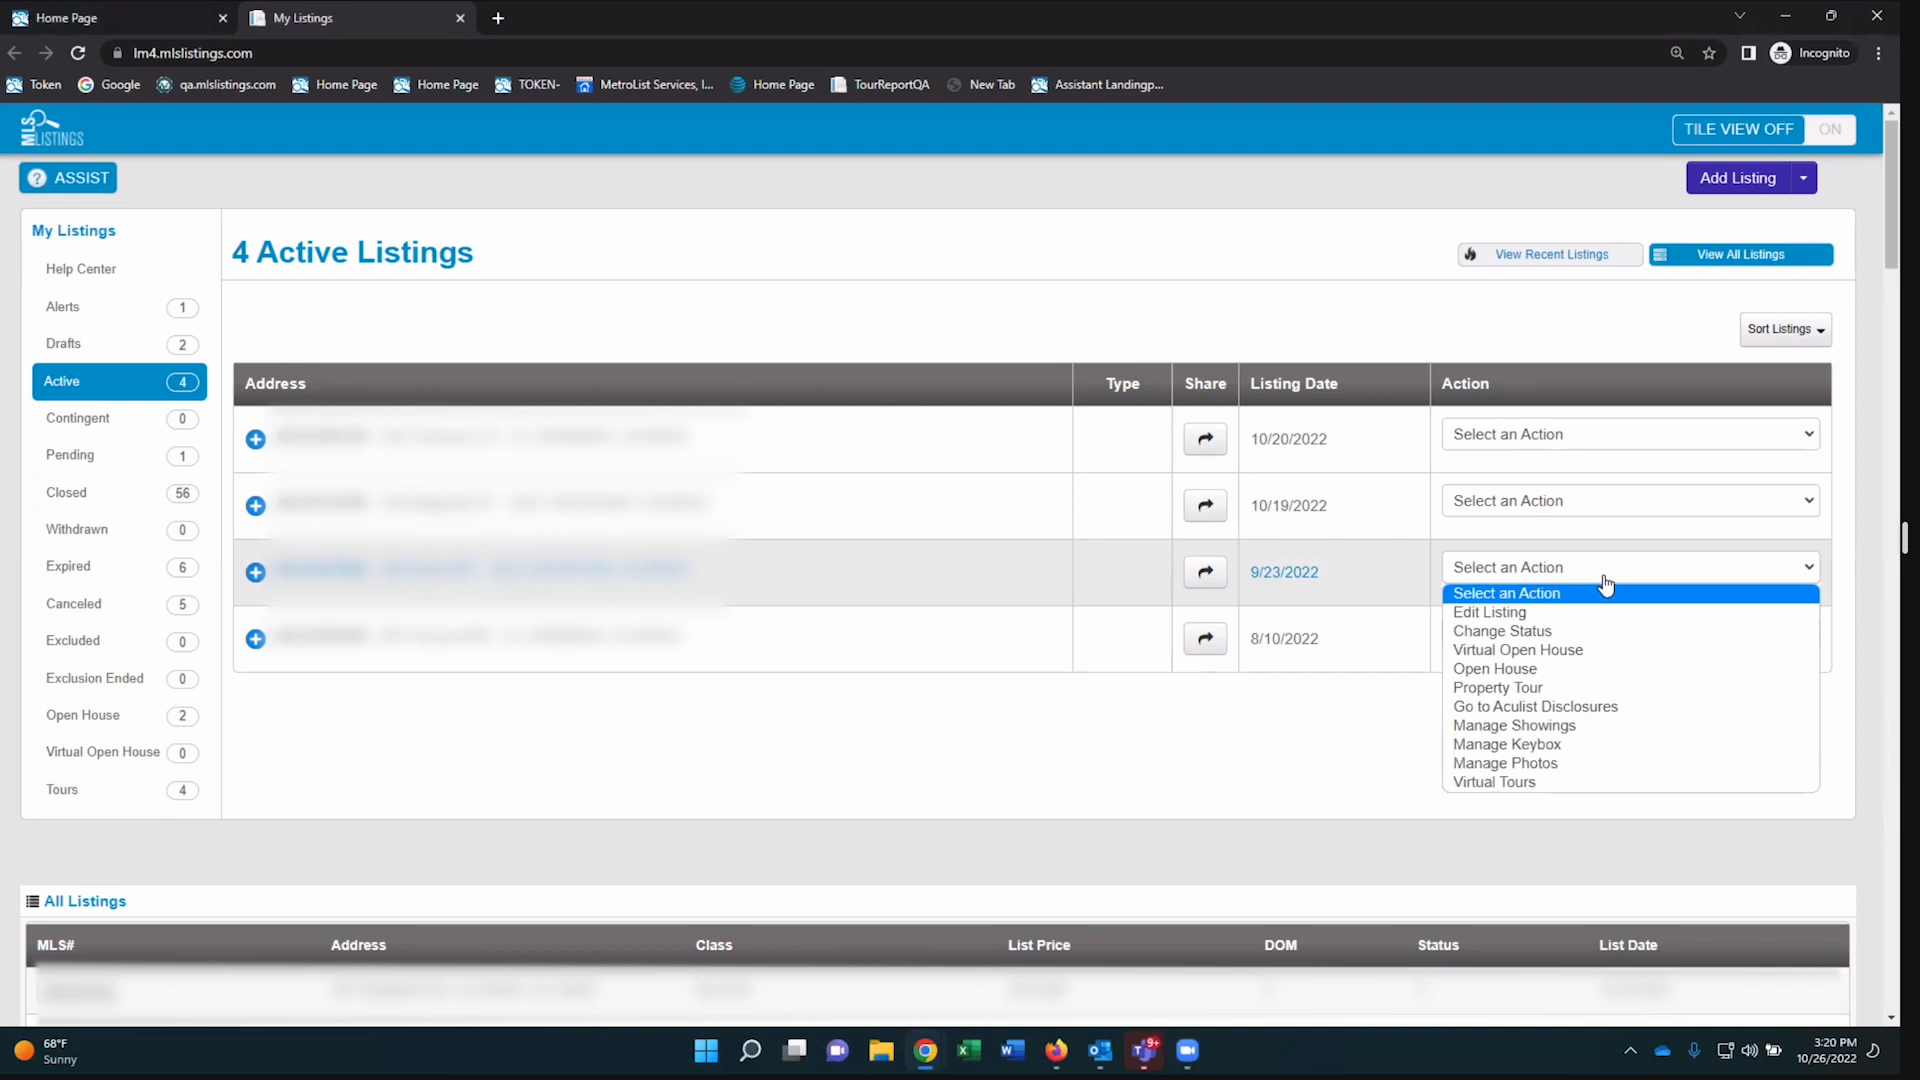 Home Page
My Listings
lm4.mlslistings.com
Incognito
Token
Google
qa.mlslistings.com
Home Page
Home Page
TOKEN-
MetroList Services, I...
Home Page
TourReportQA
New Tab
Assistant Landingp...
MLS LISTINGS
TILE VIEW OFF ON
? ASSIST
Add Listing
My Listings
Help Center
Alerts 1
Drafts 2
Active 4
Contingent 0
Pending 1
Closed 56
Withdrawn 0
Expired 6
Canceled 5
Excluded 0
Exclusion Ended 0
Open House 2
Virtual Open House 0
Tours 4
4 Active Listings
View Recent Listings
View All Listings
Sort Listings
Address Type Share Listing Date Action
10/20/2022 Select an Action
10/19/2022 Select an Action
9/23/2022 Select an Action
8/10/2022
Select an Action
Edit Listing
Change Status
Virtual Open House
Open House
Property Tour
Go to Aculist Disclosures
Manage Showings
Manage Keybox
Manage Photos
Virtual Tours
All Listings
MLS# Address Class List Price DOM Status List Date
68°F
Sunny
9+
3:20 PM
10/26/2022